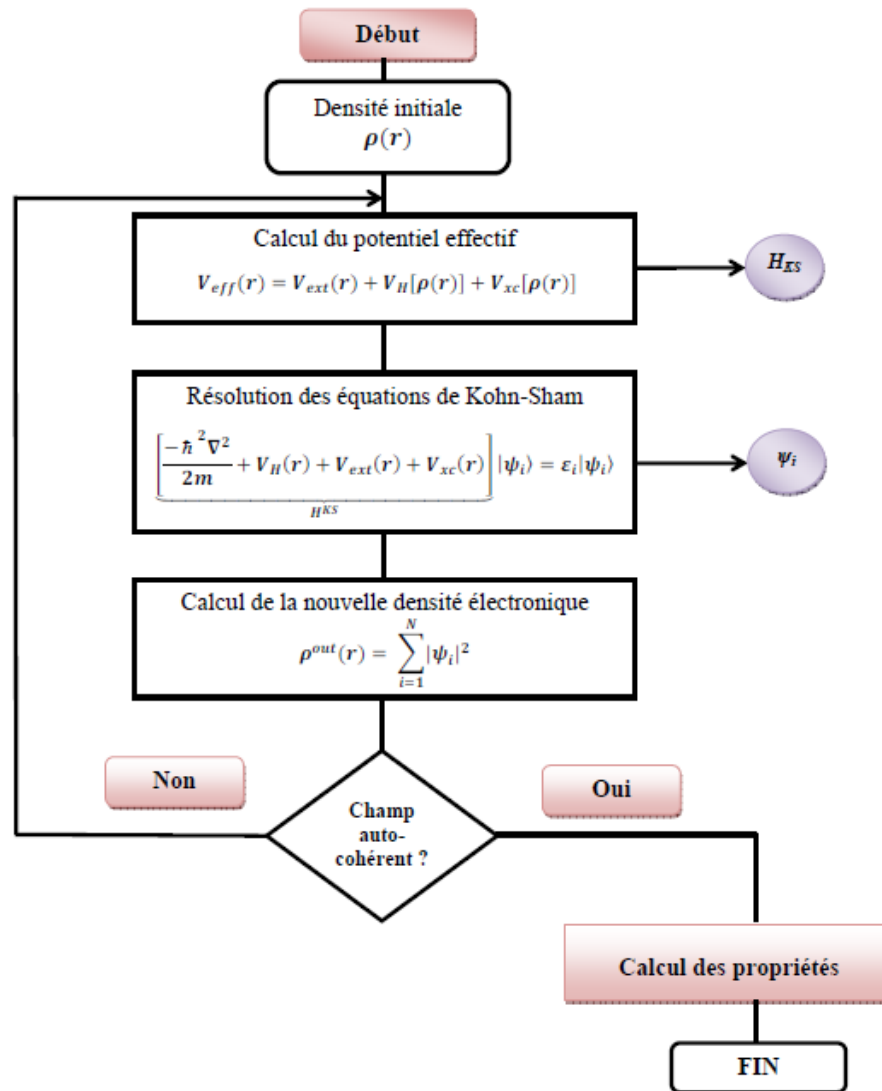 Début
Densité initiale
ρ(r)
Calcul du potentiel effectif
V_eff(r) = V_ext(r) + V_H[ρ(r)] + V_xc[ρ(r)]
H_KS
Résolution des équations de Kohn-Sham
[−ħ²∇²/2m + V_H(r) + V_ext(r) + V_xc(r)] |ψ_i⟩ = ε_i|ψ_i⟩
H^KS
ψ_i
Calcul de la nouvelle densité électronique
ρ^out(r) = ∑_{i=1}^{N} |ψ_i|²
Non
Oui
Champ
auto-
cohérent ?
Calcul des propriétés
FIN